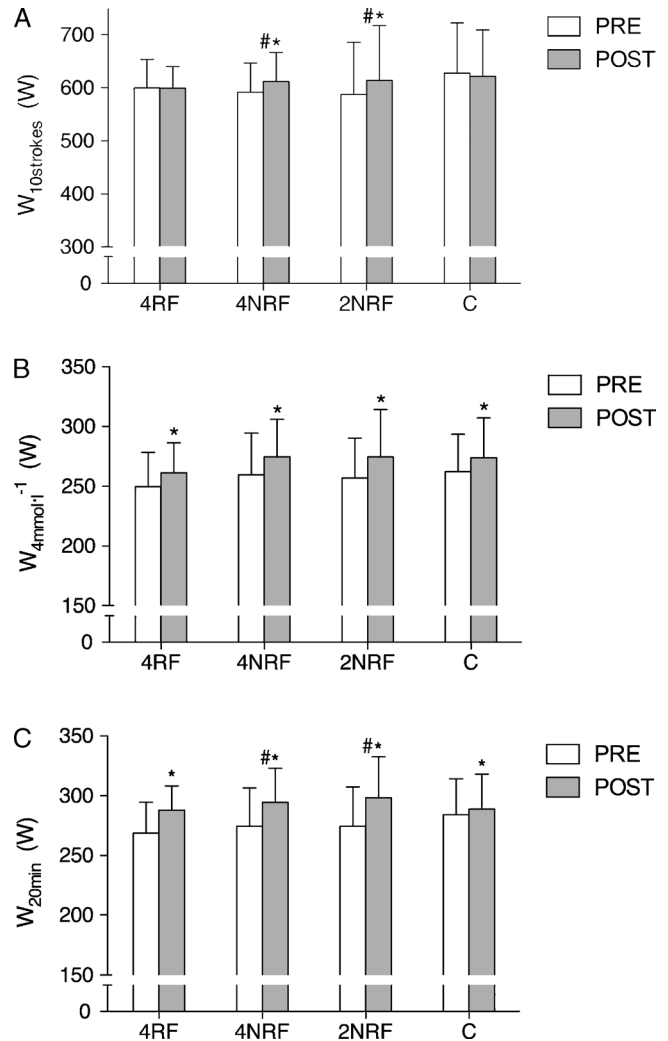 A
W10strokes (W)
700
600
500
400
300
0
#*
#*
PRE
POST
4RF 4NRF 2NRF C
B
W4mmol·l-1 (W)
350
300
250
200
150
0
* * * *
PRE
POST
4RF 4NRF 2NRF C
C
W20min (W)
350
300
250
200
150
0
* #* #* *
PRE
POST
4RF 4NRF 2NRF C